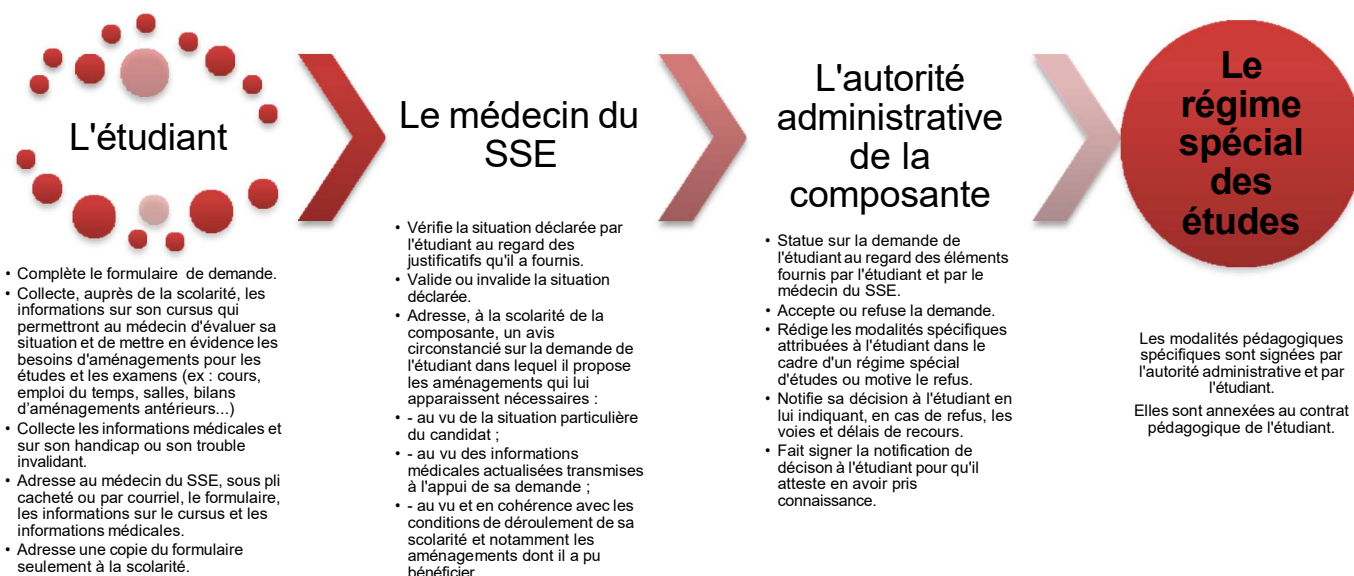 L'étudiant
• Complète le formulaire de demande.
• Collecte, auprès de la scolarité, les
informations sur son cursus qui
permettront au médecin d'évaluer sa
situation et de mettre en évidence les
besoins d'aménagements pour les
études et les examens (ex : cours,
emploi du temps, salles, bilans
d'aménagements antérieurs...)
• Collecte les informations médicales et
sur son handicap ou son trouble
invalidant.
• Adresse au médecin du SSE, sous pli
cacheté ou par courriel, le formulaire,
les informations sur le cursus et les
informations médicales.
• Adresse une copie du formulaire
seulement à la scolarité.
Le médecin du
SSE
• Vérifie la situation déclarée par
l'étudiant au regard des
justificatifs qu'il a fournis.
• Valide ou invalide la situation
déclarée.
• Adresse, à la scolarité de la
composante, un avis
circonstancié sur la demande de
l'étudiant dans lequel il propose
les aménagements qui lui
apparaissent nécessaires :
• - au vu de la situation particulière
du candidat ;
• - au vu des informations
médicales actualisées transmises
à l'appui de sa demande ;
• - au vu et en cohérence avec les
conditions de déroulement de sa
scolarité et notamment les
aménagements dont il a pu
bénéficier
L'autorité
administrative
de la
composante
• Statue sur la demande de
l'étudiant au regard des éléments
fournis par l'étudiant et par le
médecin du SSE.
• Accepte ou refuse la demande.
• Rédige les modalités spécifiques
attribuées à l'étudiant dans le
cadre d'un régime spécial
d'études ou motive le refus.
• Notifie sa décision à l'étudiant en
lui indiquant, en cas de refus, les
voies et délais de recours.
• Fait signer la notification de
décison à l'étudiant pour qu'il
atteste en avoir pris
connaissance.
Le
régime
spécial
des
études
Les modalités pédagogiques
spécifiques sont signées par
l'autorité administrative et par
l'étudiant.
Elles sont annexées au contrat
pédagogique de l'étudiant.